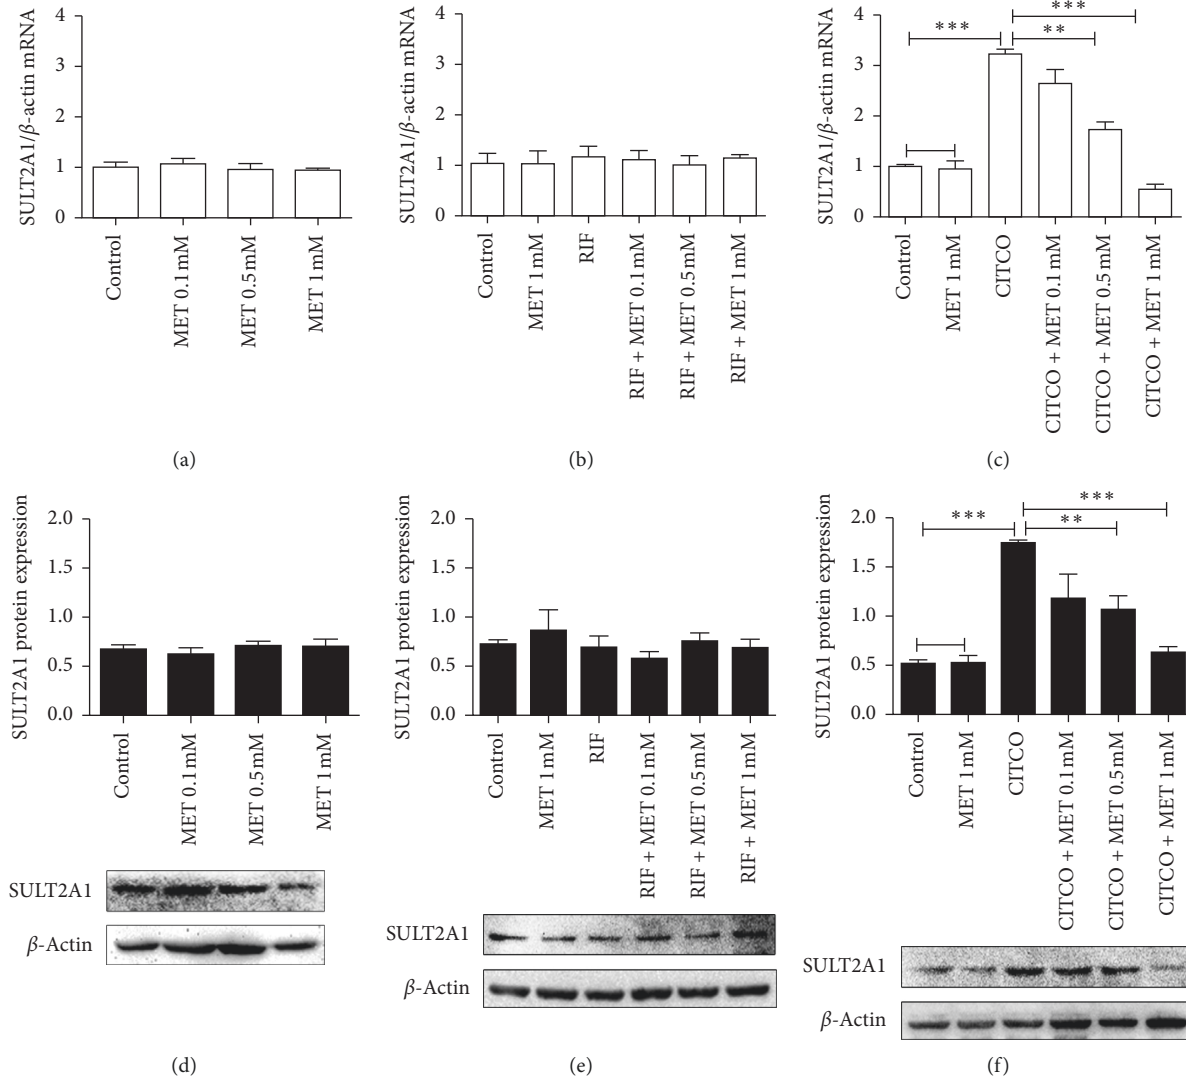 SULT2A1/β-actin mRNA
4
3
2
1
0
Control
MET 0.1 mM
MET 0.5 mM
MET 1 mM
(a)
SULT2A1/β-actin mRNA
4
3
2
1
0
Control
MET 1 mM
RIF
RIF + MET 0.1 mM
RIF + MET 0.5 mM
RIF + MET 1 mM
(b)
SULT2A1/β-actin mRNA
4
3
2
1
0
***
***
**
Control
MET 1 mM
CITCO
CITCO + MET 0.1 mM
CITCO + MET 0.5 mM
CITCO + MET 1 mM
(c)
SULT2A1 protein expression
2.0
1.5
1.0
0.5
0.0
Control
MET 0.1 mM
MET 0.5 mM
MET 1 mM
SULT2A1
β-Actin
(d)
SULT2A1 protein expression
2.0
1.5
1.0
0.5
0.0
Control
MET 1 mM
RIF
RIF + MET 0.1 mM
RIF + MET 0.5 mM
RIF + MET 1 mM
SULT2A1
β-Actin
(e)
SULT2A1 protein expression
2.0
1.5
1.0
0.5
0.0
***
***
**
Control
MET 1 mM
CITCO
CITCO + MET 0.1 mM
CITCO + MET 0.5 mM
CITCO + MET 1 mM
SULT2A1
β-Actin
(f)